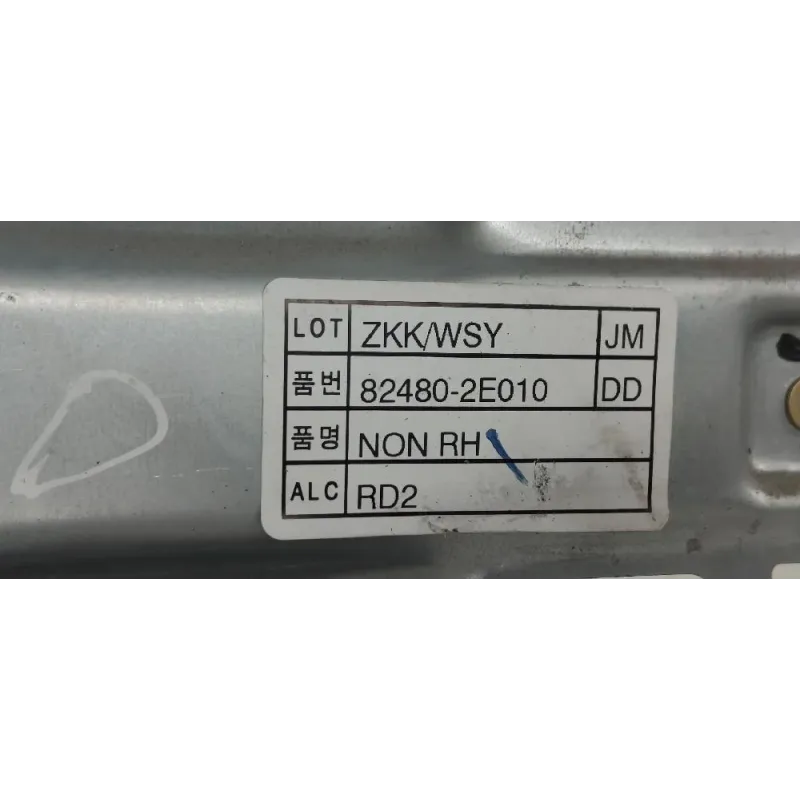 LOT ZKK/WSY JM
품번 82480-2E010 DD
품명 NON RH
ALC RD2